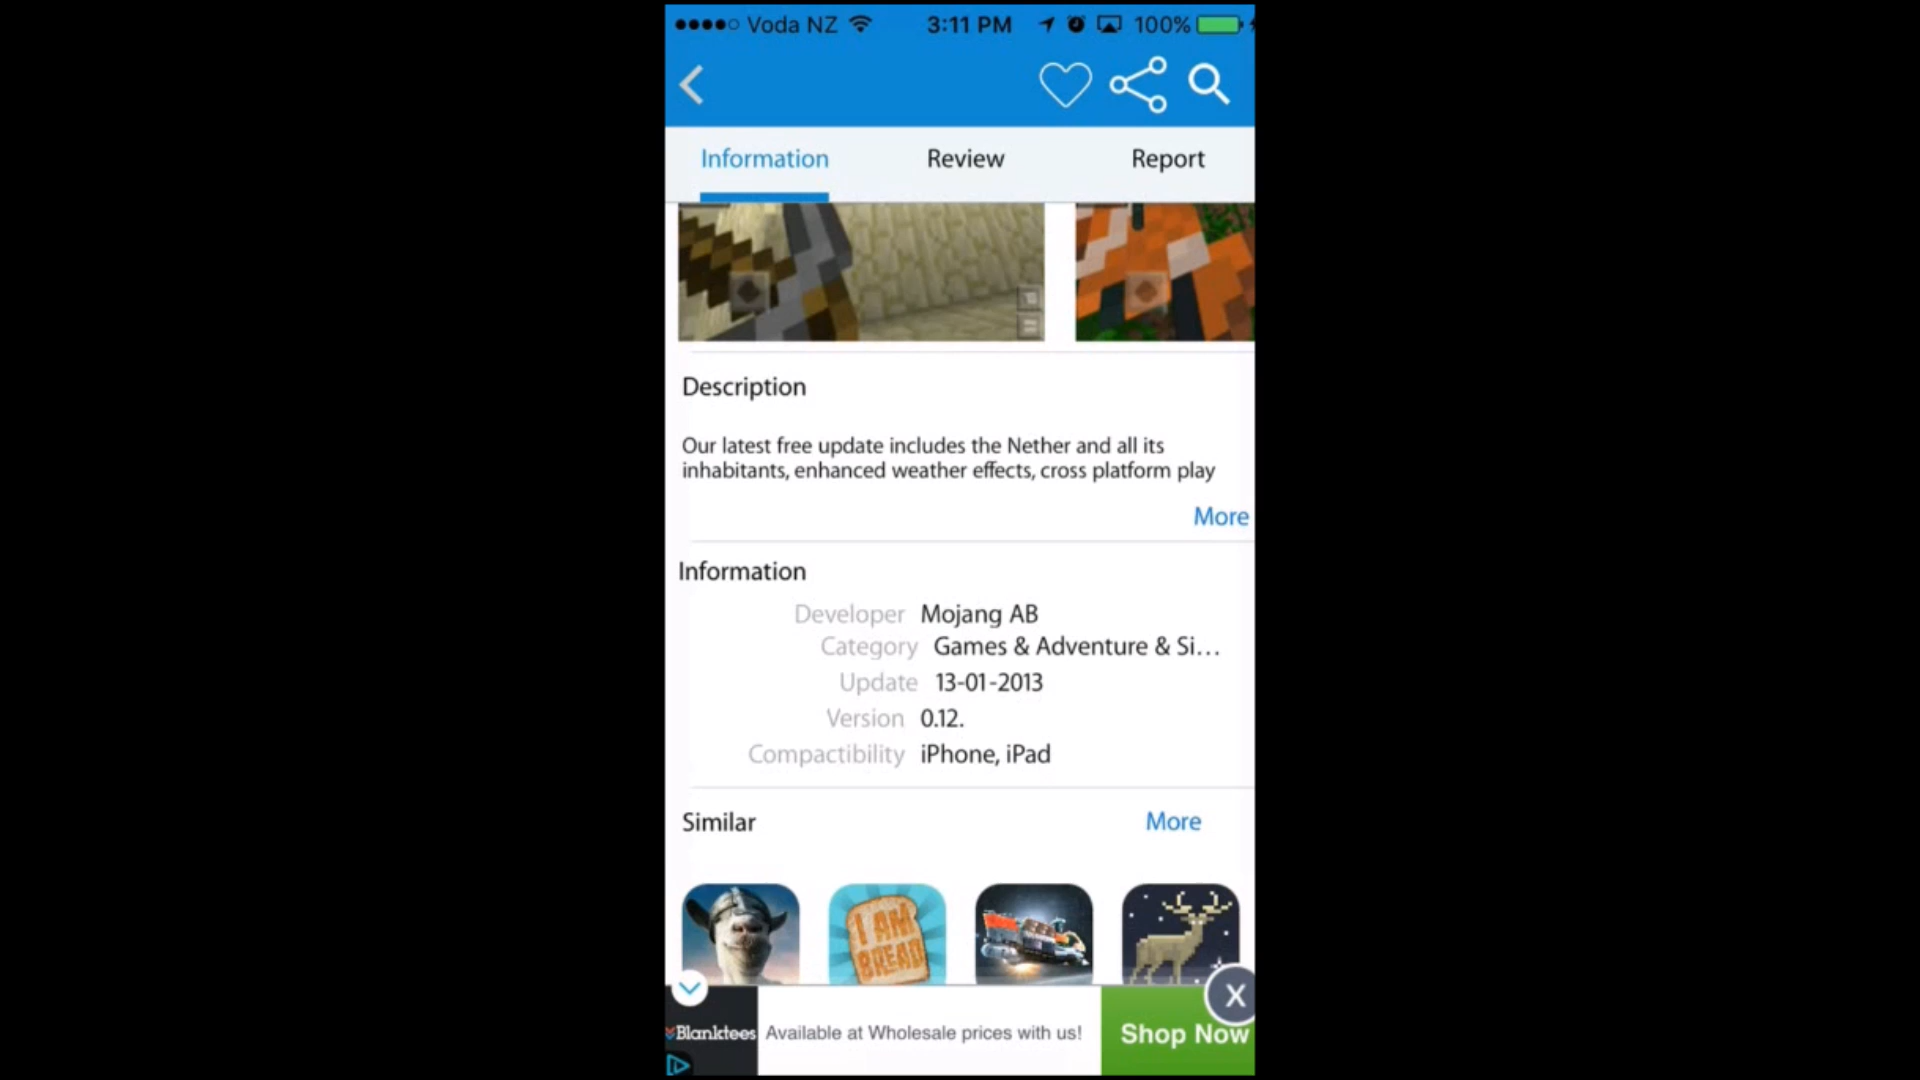 Voda NZ 3:11 PM 100%
Information Review Report
Description
Our latest free update includes the Nether and all its
inhabitants, enhanced weather effects, cross platform play
More
Information
Developer Mojang AB
Category Games & Adventure & Si...
Update 13-01-2013
Version 0.12.
Compactibility iPhone, iPad
Similar More
I AM
BREAD
X
Blanktees Available at Wholesale prices with us! Shop Now